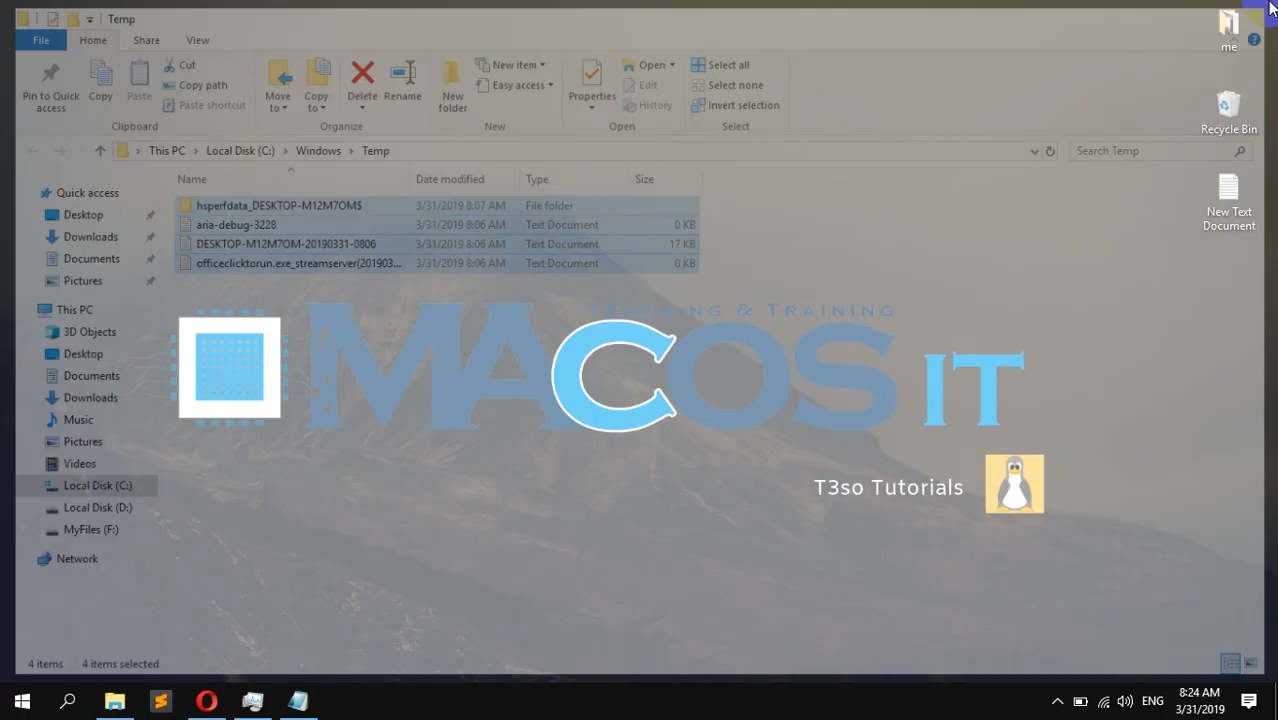 Temp
me
File Home Share View
Pin to Quick access
Copy
Paste
Cut
Copy path
Paste shortcut
Clipboard
Move to
Copy to
Delete
Rename
Organize
New folder
New item
Easy access
New
Properties
Open
Edit
History
Open
Select all
Select none
Invert selection
Select
Recycle Bin
This PC Local Disk (C:) Windows Temp
Search Temp
Name Date modified Type Size
hsperfdata_DESKTOP-M12M7OM$ 3/31/2019 8:07 AM File folder
aria-debug-3228 3/31/2019 8:06 AM Text Document 0 KB
DESKTOP-M12M7OM-20190331-0806 3/31/2019 8:06 AM Text Document 17 KB
officeclicktorun.exe_streamserver(201903... 3/31/2019 8:06 AM Text Document 0 KB
New Text Document
Quick access
Desktop
Downloads
Documents
Pictures
This PC
3D Objects
Desktop
Documents
Downloads
Music
Pictures
Videos
Local Disk (C:)
Local Disk (D:)
MyFiles (F:)
Network
TEACHING & TRAINING
MACOS IT
T3so Tutorials
4 items 4 items selected
ENG
8:24 AM
3/31/2019